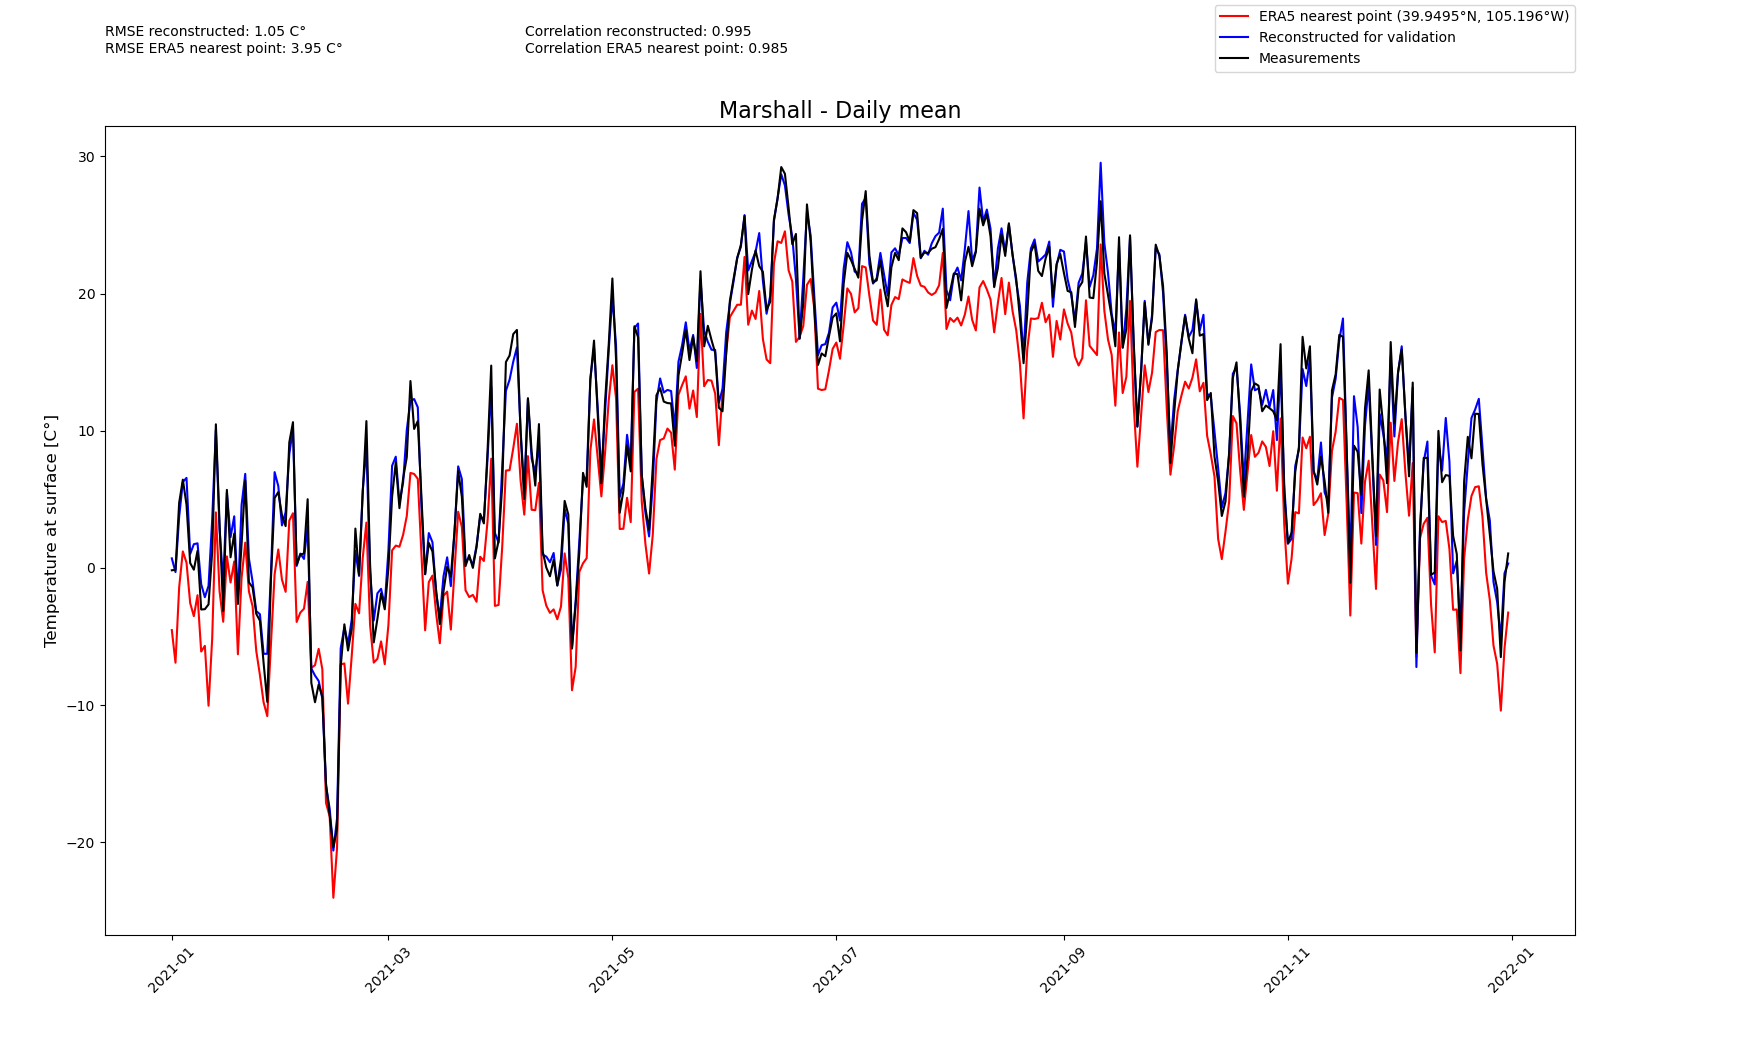 RMSE reconstructed: 1.05 C°
RMSE ERA5 nearest point: 3.95 C°
Correlation reconstructed: 0.995
Correlation ERA5 nearest point: 0.985
ERA5 nearest point (39.9495°N, 105.196°W)
Reconstructed for validation
Measurements
Marshall - Daily mean
Temperature at surface [C°]
30
20
10
0
−10
−20
2021-01
2021-03
2021-05
2021-07
2021-09
2021-11
2022-01